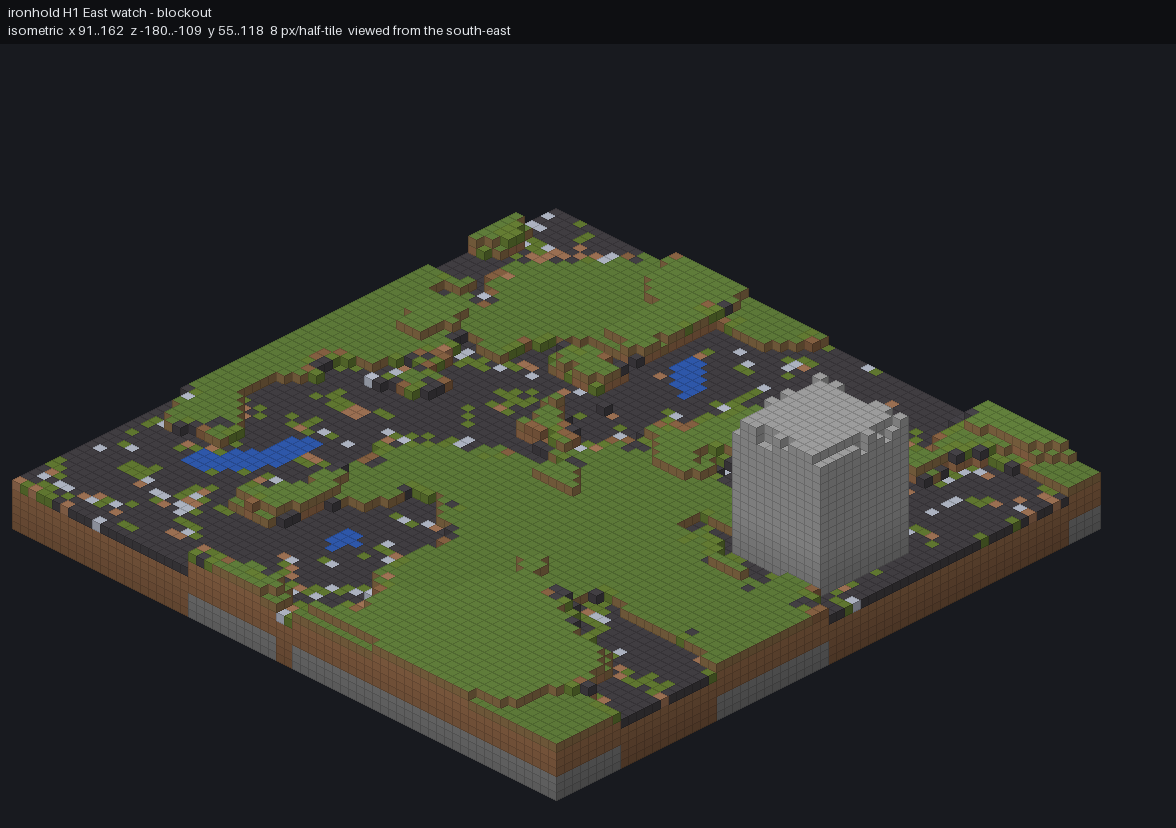 ironhold H1 East watch - blockout
isometric x 91..162 z -180..-109 y 55..118 8 px/half-tile viewed from the south-east